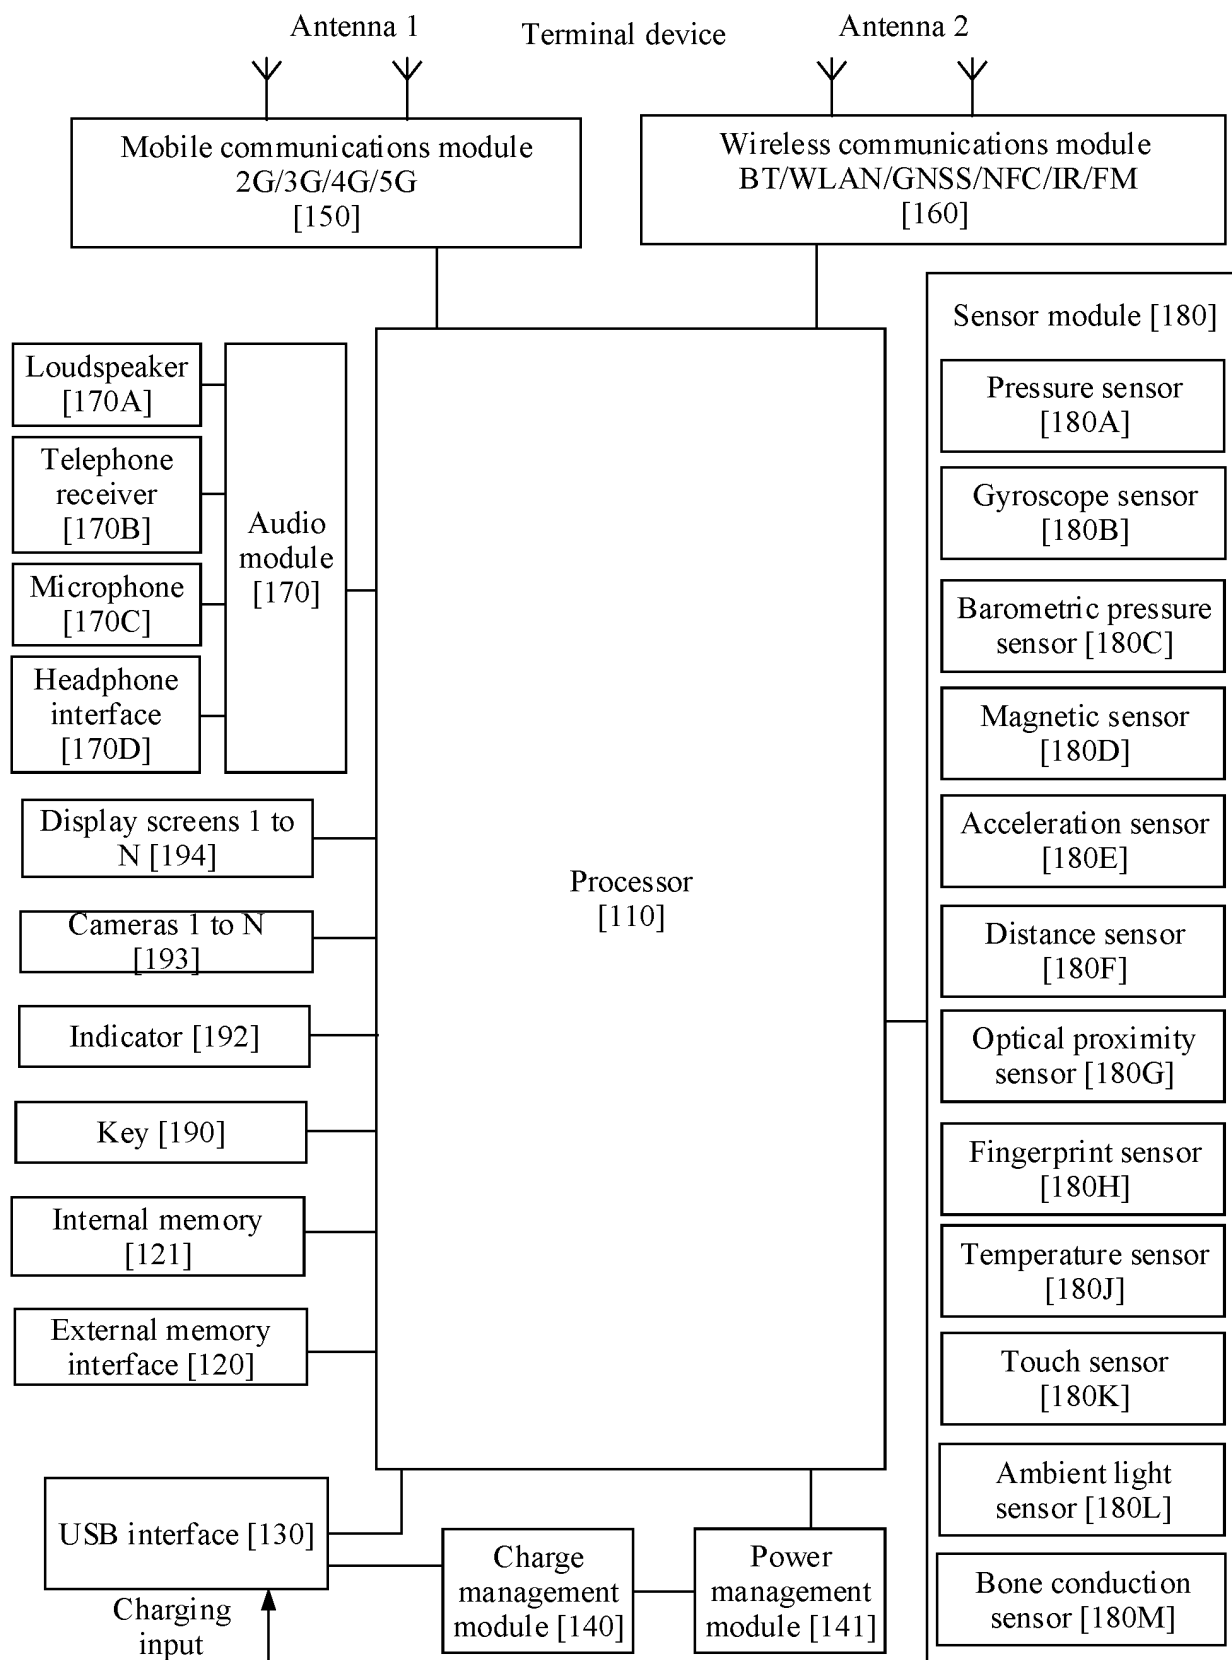 Antenna 1
Terminal device
Antenna 2
Mobile communications module
2G/3G/4G/5G
[150]
Wireless communications module
BT/WLAN/GNSS/NFC/IR/FM
[160]
Loudspeaker
[170A]
Telephone
receiver
[170B]
Microphone
[170C]
Headphone
interface
[170D]
Audio
module
[170]
Display screens 1 to
N [194]
Cameras 1 to N
[193]
Indicator [192]
Key [190]
Internal memory
[121]
External memory
interface [120]
Processor
[110]
Sensor module [180]
Pressure sensor
[180A]
Gyroscope sensor
[180B]
Barometric pressure
sensor [180C]
Magnetic sensor
[180D]
Acceleration sensor
[180E]
Distance sensor
[180F]
Optical proximity
sensor [180G]
Fingerprint sensor
[180H]
Temperature sensor
[180J]
Touch sensor
[180K]
Ambient light
sensor [180L]
Bone conduction
sensor [180M]
USB interface [130]
Charging
input
Charge
management
module [140]
Power
management
module [141]